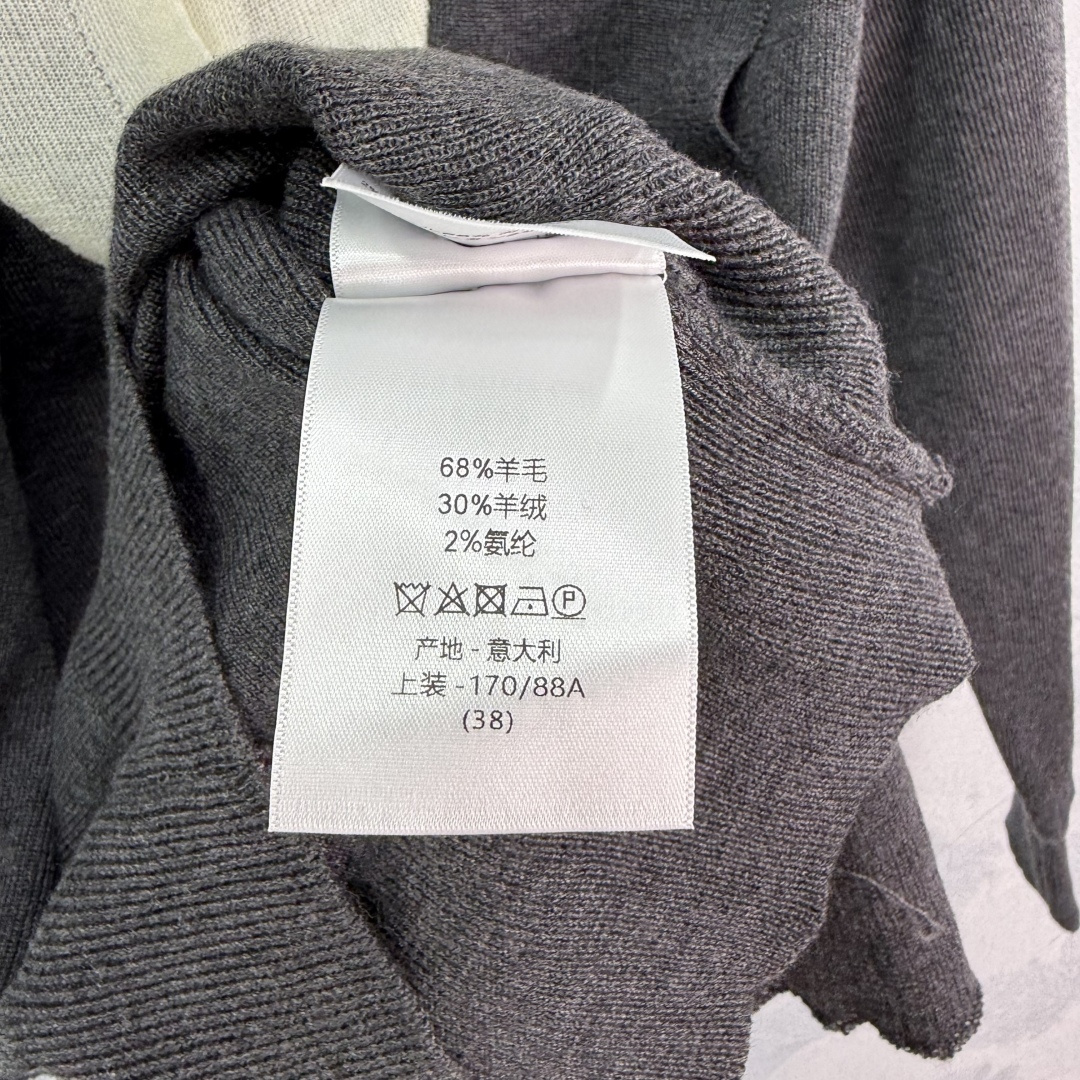 68%羊毛
30%羊绒
2%氨纶
P
产地 - 意大利
上装 -170/88A
(38)